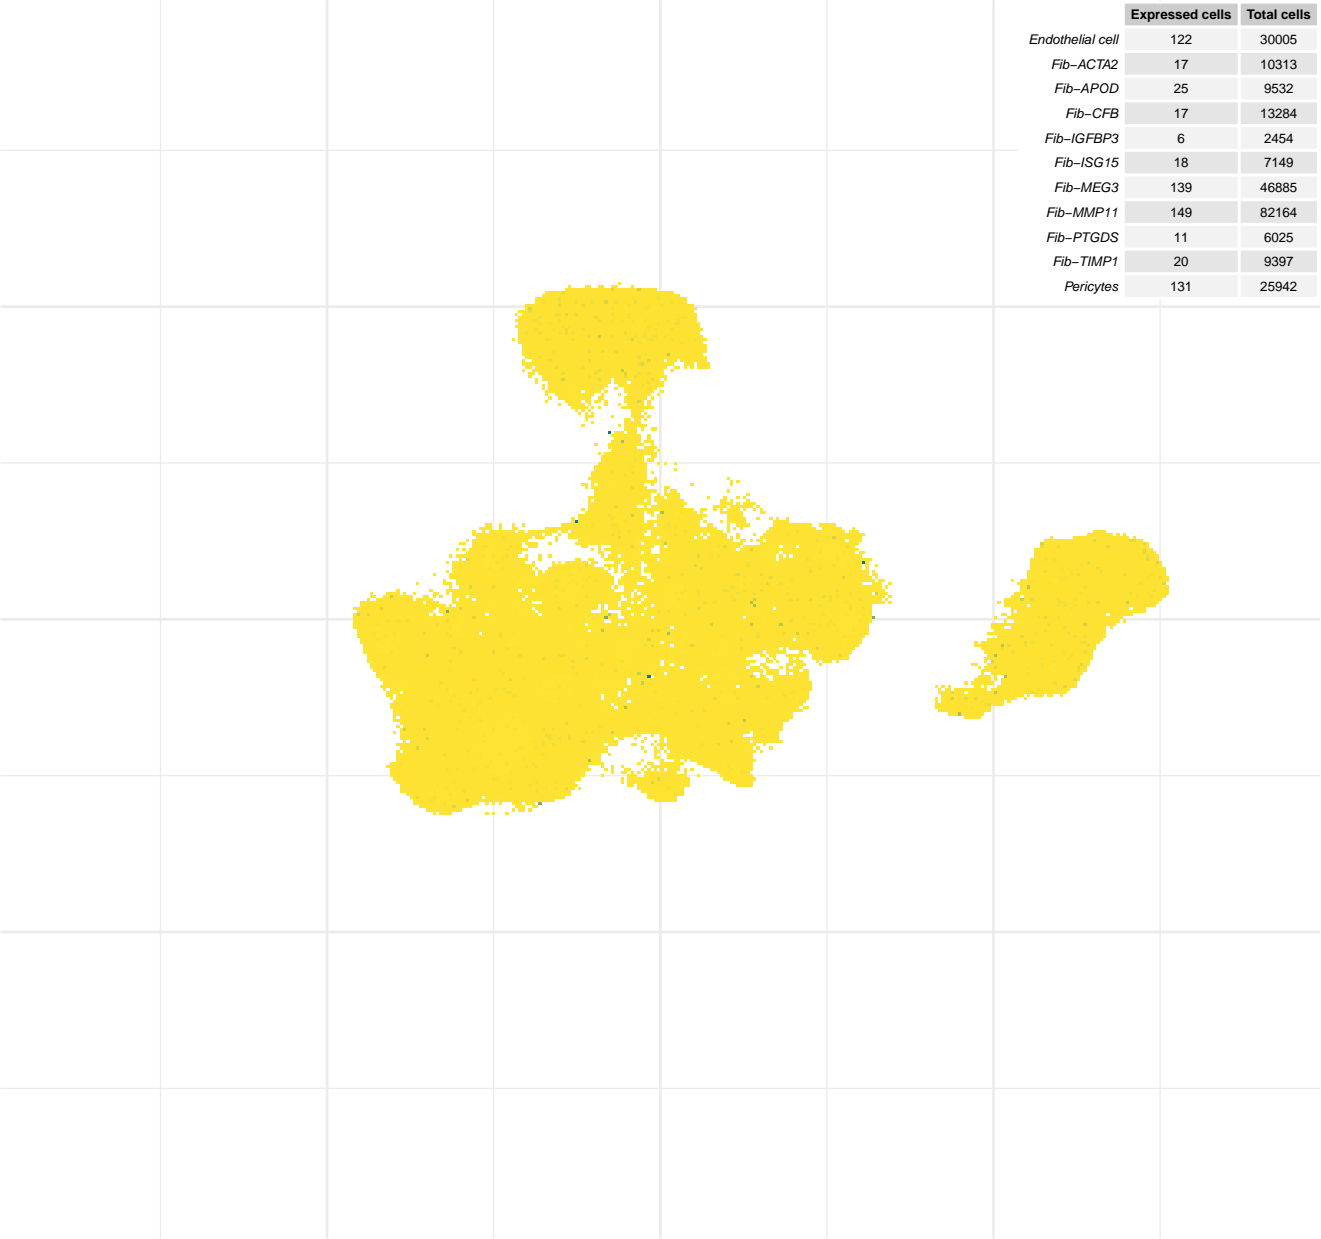 Expressed cells Total cells
Endothelial cell 122 30005
Fib−ACTA2 17 10313
Fib−APOD 25 9532
Fib−CFB 17 13284
Fib−IGFBP3 6 2454
Fib−ISG15 18 7149
Fib−MEG3 139 46885
Fib−MMP11 149 82164
Fib−PTGDS 11 6025
Fib−TIMP1 20 9397
Pericytes 131 25942